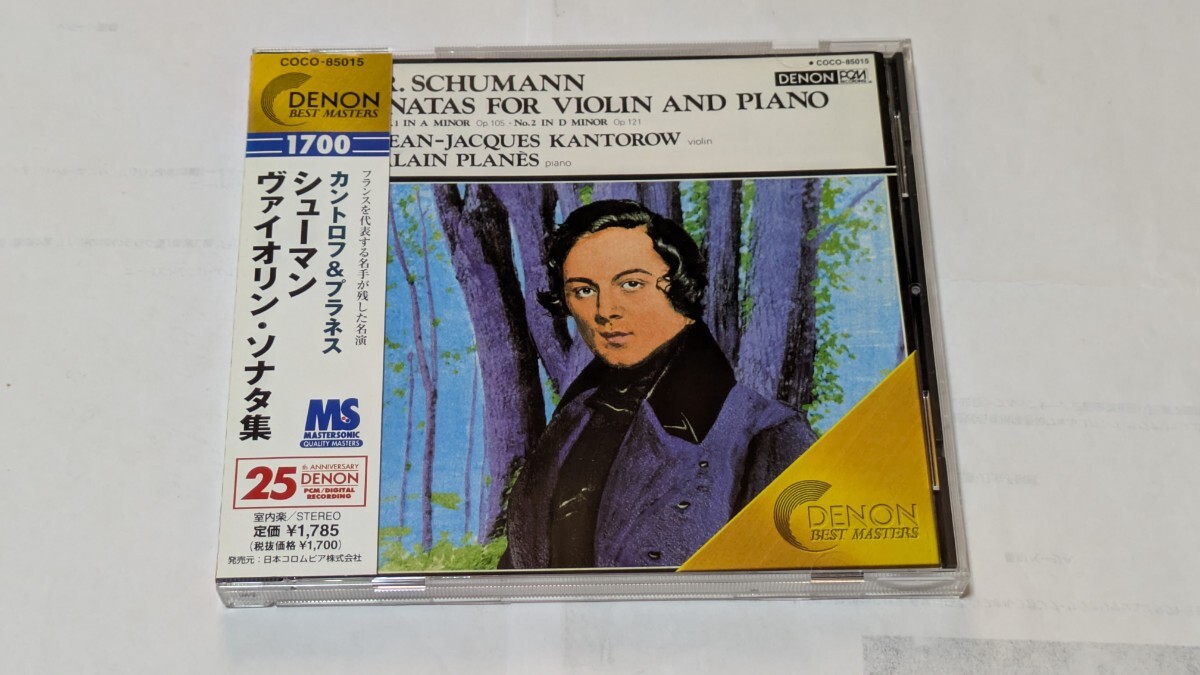 COCO-85015
DENON
BEST MASTERS
1700
フランスを代表する名手が残した名演
カントロフ&プラネス
シューマン
ヴァイオリン・ソナタ集
MS
MASTERSONIC
QUALITY MASTERS
25th ANNIVERSARY
DENON
PCM/DIGITAL
RECORDING
室内楽/STEREO
定価 ¥1,785
(税抜価格 ¥1,700)
発売元:日本コロムビア株式会社
• COCO-85015
R. SCHUMANN
DENON PCM
NATAS FOR VIOLIN AND PIANO
.1 IN A MINOR Op.105 • No.2 IN D MINOR Op.121
EAN-JACQUES KANTOROW violin
LAIN PLANÈS piano
DENON
BEST MASTERS